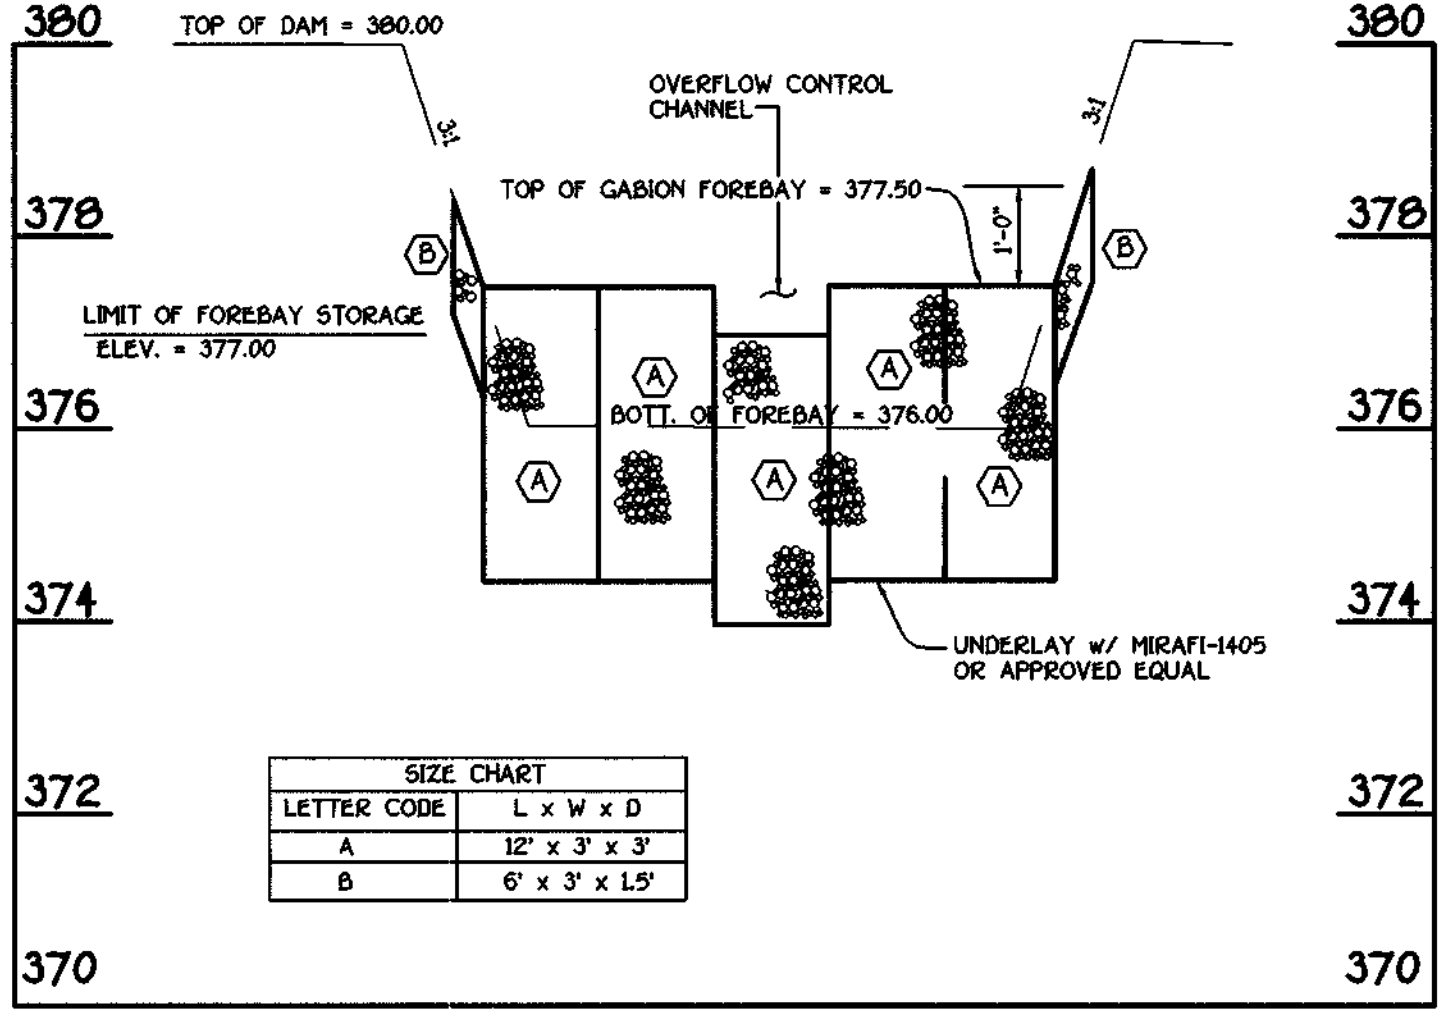 380
TOP OF DAM = 380.00
380
OVERFLOW CONTROL
CHANNEL
3:1
3:1
TOP OF GABION FOREBAY = 377.50
378
1'-0"
378
B
B
LIMIT OF FOREBAY STORAGE
ELEV. = 377.00
A
A
376
BOTT. OF FOREBAY = 376.00
376
A
A
A
374
374
UNDERLAY w/ MIRAFI-140S
OR APPROVED EQUAL
SIZE CHART
LETTER CODE L x W x D
A 12' x 3' x 3'
B 6' x 3' x 1.5'
372
372
370
370